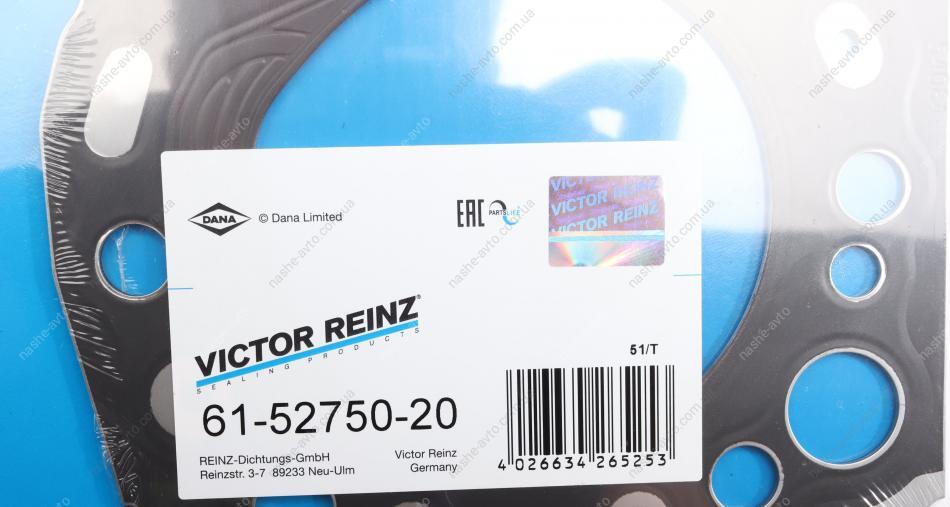 DANA © Dana Limited
EAC PARTSLIFE
VICTOR REINZ
VICTOR REINZ
VICTOR REINZ
VICTOR REINZ®
SEALING PRODUCTS
51/T
61-52750-20
REINZ-Dichtungs-GmbH
Reinzstr. 3-7 89233 Neu-Ulm
Victor Reinz
Germany
4 026634 265253
nashe-avto.com.ua